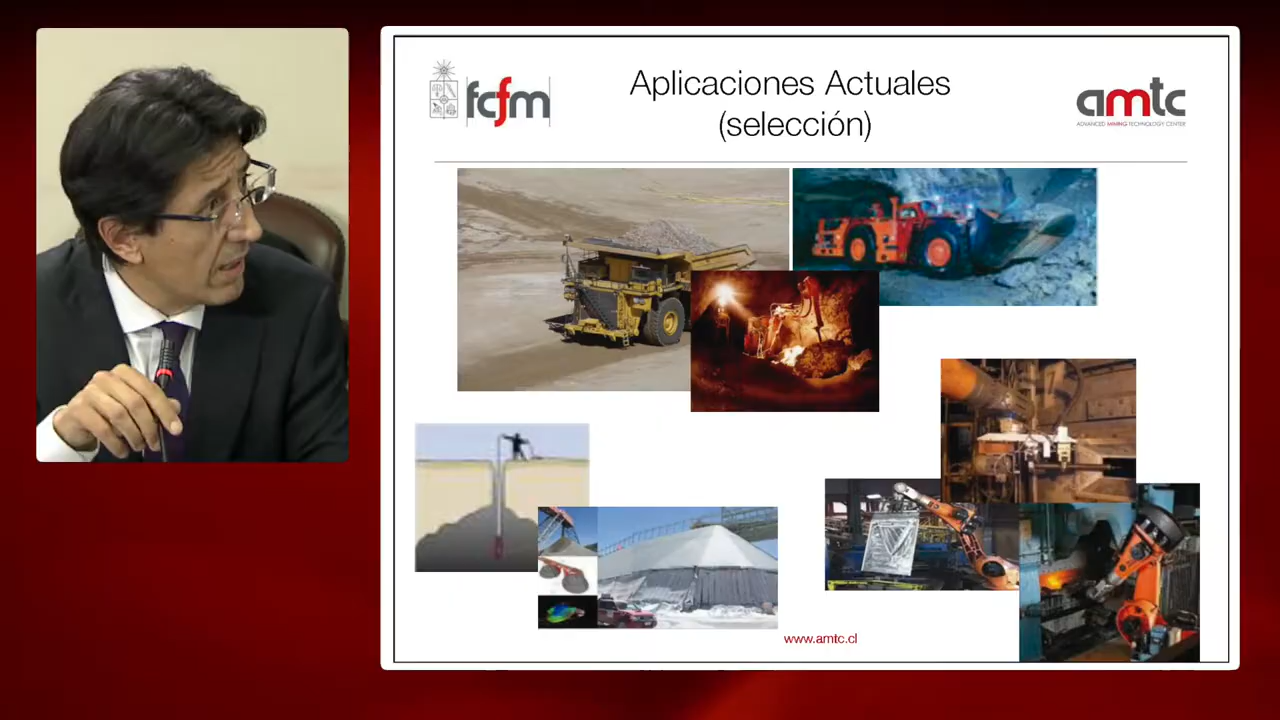 fcfm
Aplicaciones Actuales
(selección)
amtc
ADVANCED MINING TECHNOLOGY CENTER
www.amtc.cl